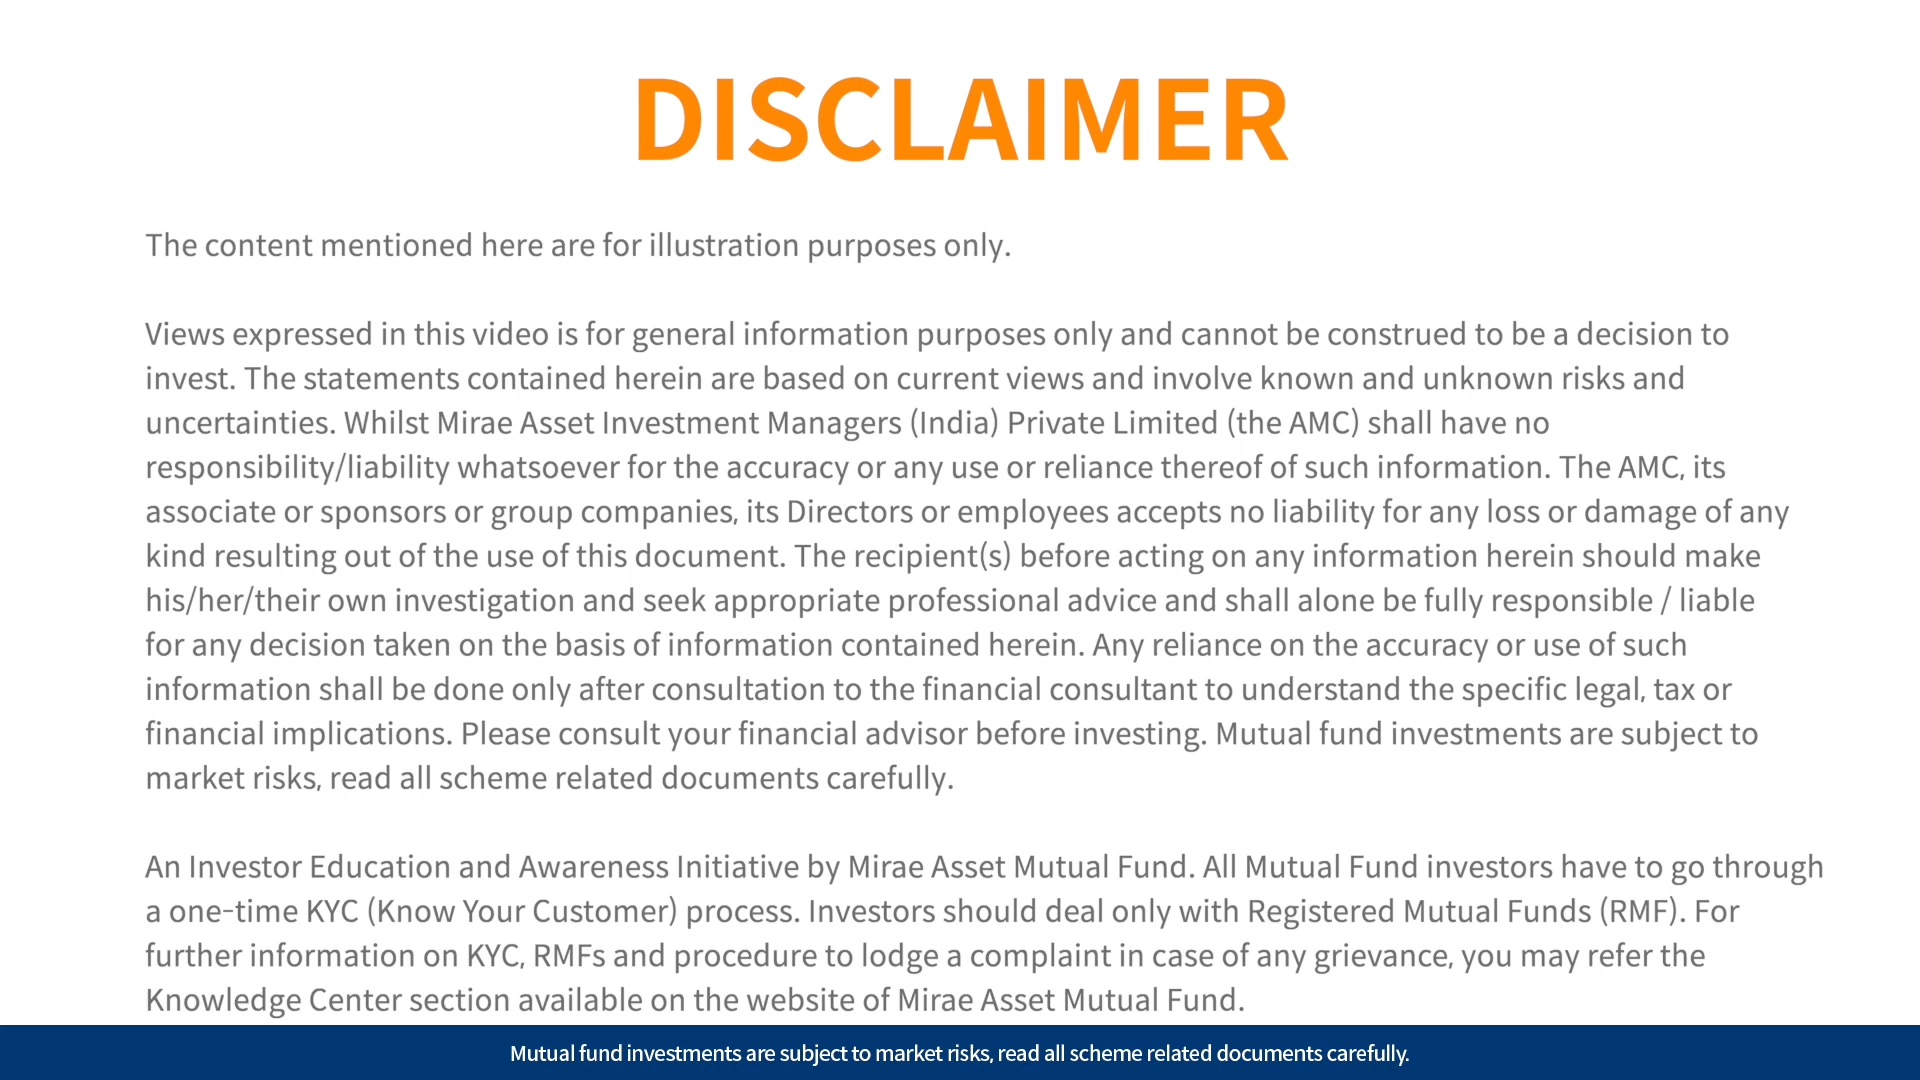 DISCLAIMER
The content mentioned here are for illustration purposes only.
Views expressed in this video is for general information purposes only and cannot be construed to be a decision to
invest. The statements contained herein are based on current views and involve known and unknown risks and
uncertainties. Whilst Mirae Asset Investment Managers (India) Private Limited (the AMC) shall have no
responsibility/liability whatsoever for the accuracy or any use or reliance thereof of such information. The AMC, its
associate or sponsors or group companies, its Directors or employees accepts no liability for any loss or damage of any
kind resulting out of the use of this document. The recipient(s) before acting on any information herein should make
his/her/their own investigation and seek appropriate professional advice and shall alone be fully responsible / liable
for any decision taken on the basis of information contained herein. Any reliance on the accuracy or use of such
information shall be done only after consultation to the financial consultant to understand the specific legal, tax or
financial implications. Please consult your financial advisor before investing. Mutual fund investments are subject to
market risks, read all scheme related documents carefully.
An Investor Education and Awareness Initiative by Mirae Asset Mutual Fund. All Mutual Fund investors have to go through
a one-time KYC (Know Your Customer) process. Investors should deal only with Registered Mutual Funds (RMF). For
further information on KYC, RMFs and procedure to lodge a complaint in case of any grievance, you may refer the
Knowledge Center section available on the website of Mirae Asset Mutual Fund.
Mutual fund investments are subject to market risks, read all scheme related documents carefully.